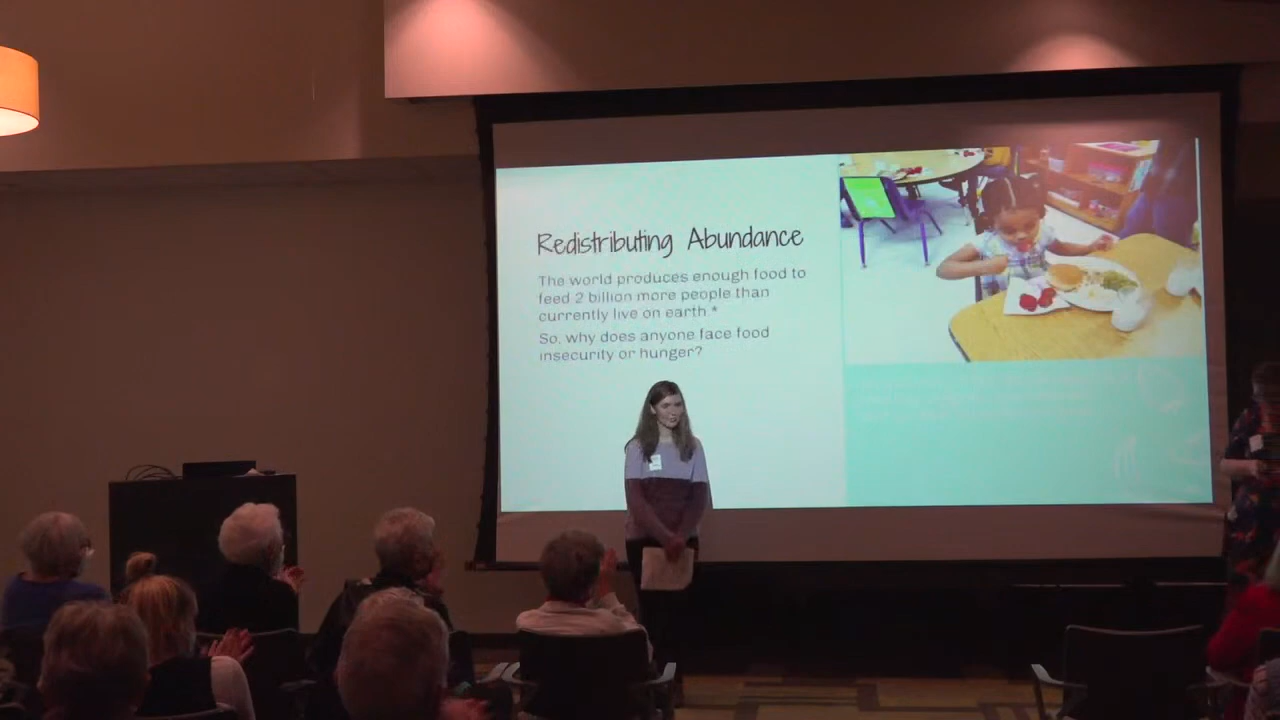 Redistributing Abundance
The world produces enough food to
feed 2 billion more people than
currently live on earth.*
So, why does anyone face food
insecurity or hunger?